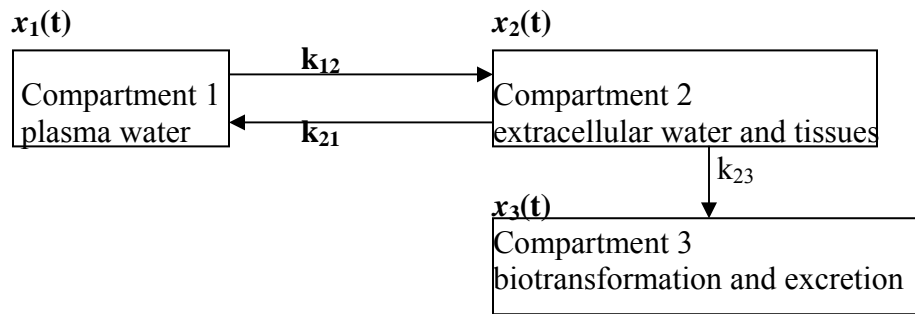 x₁(t)
x₂(t)
k₁₂
Compartment 1
plasma water
k₂₁
Compartment 2
extracellular water and tissues
k₂₃
x₃(t)
Compartment 3
biotransformation and excretion